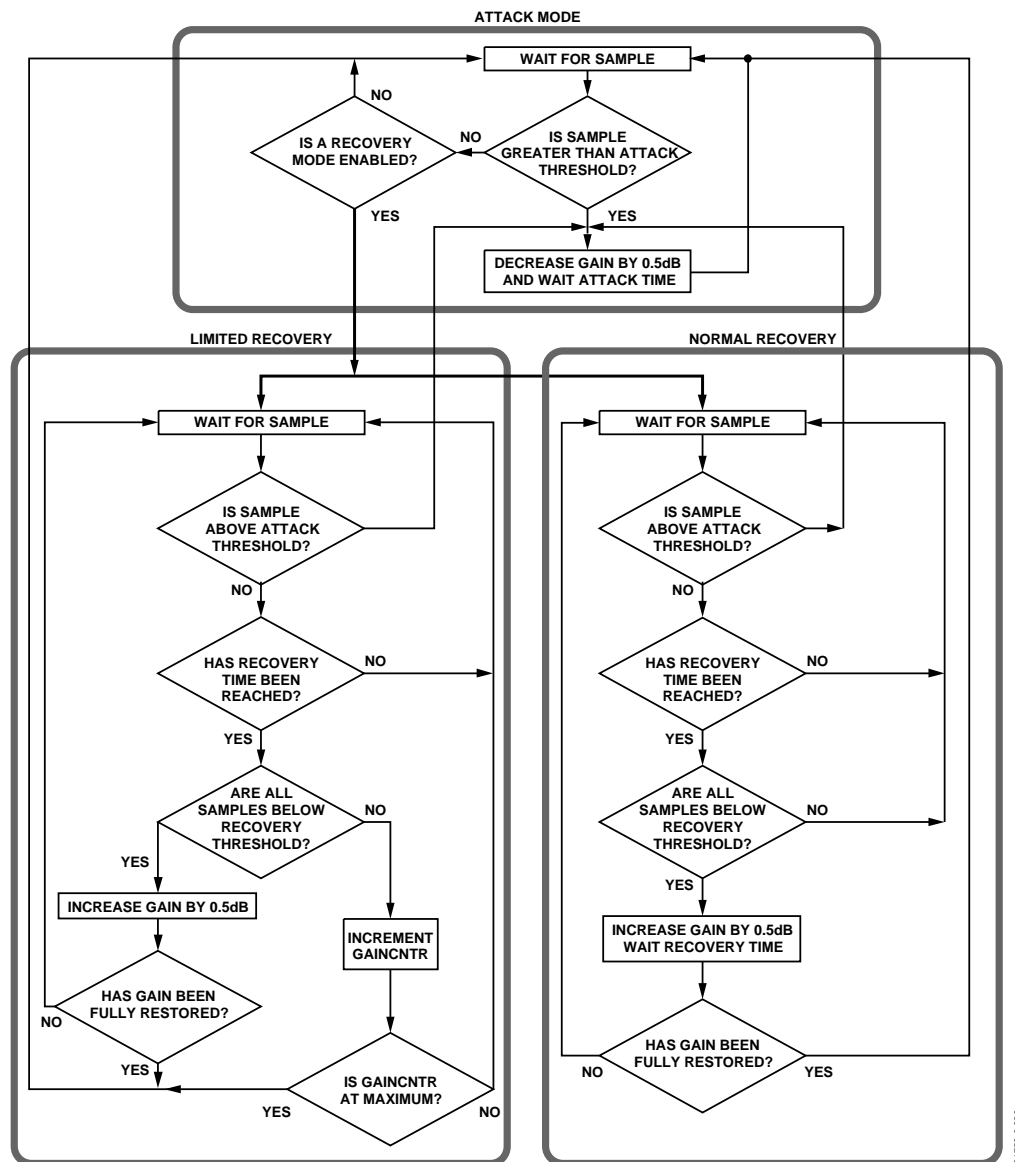 ATTACK MODE
WAIT FOR SAMPLE
NO
IS A RECOVERY
MODE ENABLED?
NO
IS SAMPLE
GREATER THAN ATTACK
THRESHOLD?
YES
YES
DECREASE GAIN BY 0.5dB
AND WAIT ATTACK TIME
LIMITED RECOVERY
WAIT FOR SAMPLE
IS SAMPLE
ABOVE ATTACK
THRESHOLD?
NO
HAS RECOVERY
TIME BEEN
REACHED?
NO
YES
ARE ALL
SAMPLES BELOW
RECOVERY
THRESHOLD?
NO
YES
INCREASE GAIN BY 0.5dB
INCREMENT
GAINCNTR
HAS GAIN BEEN
FULLY RESTORED?
NO
YES
IS GAINCNTR
AT MAXIMUM?
YES
NO
NORMAL RECOVERY
WAIT FOR SAMPLE
IS SAMPLE
ABOVE ATTACK
THRESHOLD?
NO
HAS RECOVERY
TIME BEEN
REACHED?
NO
YES
ARE ALL
SAMPLES BELOW
RECOVERY
THRESHOLD?
NO
YES
INCREASE GAIN BY 0.5dB
WAIT RECOVERY TIME
HAS GAIN BEEN
FULLY RESTORED?
NO
YES